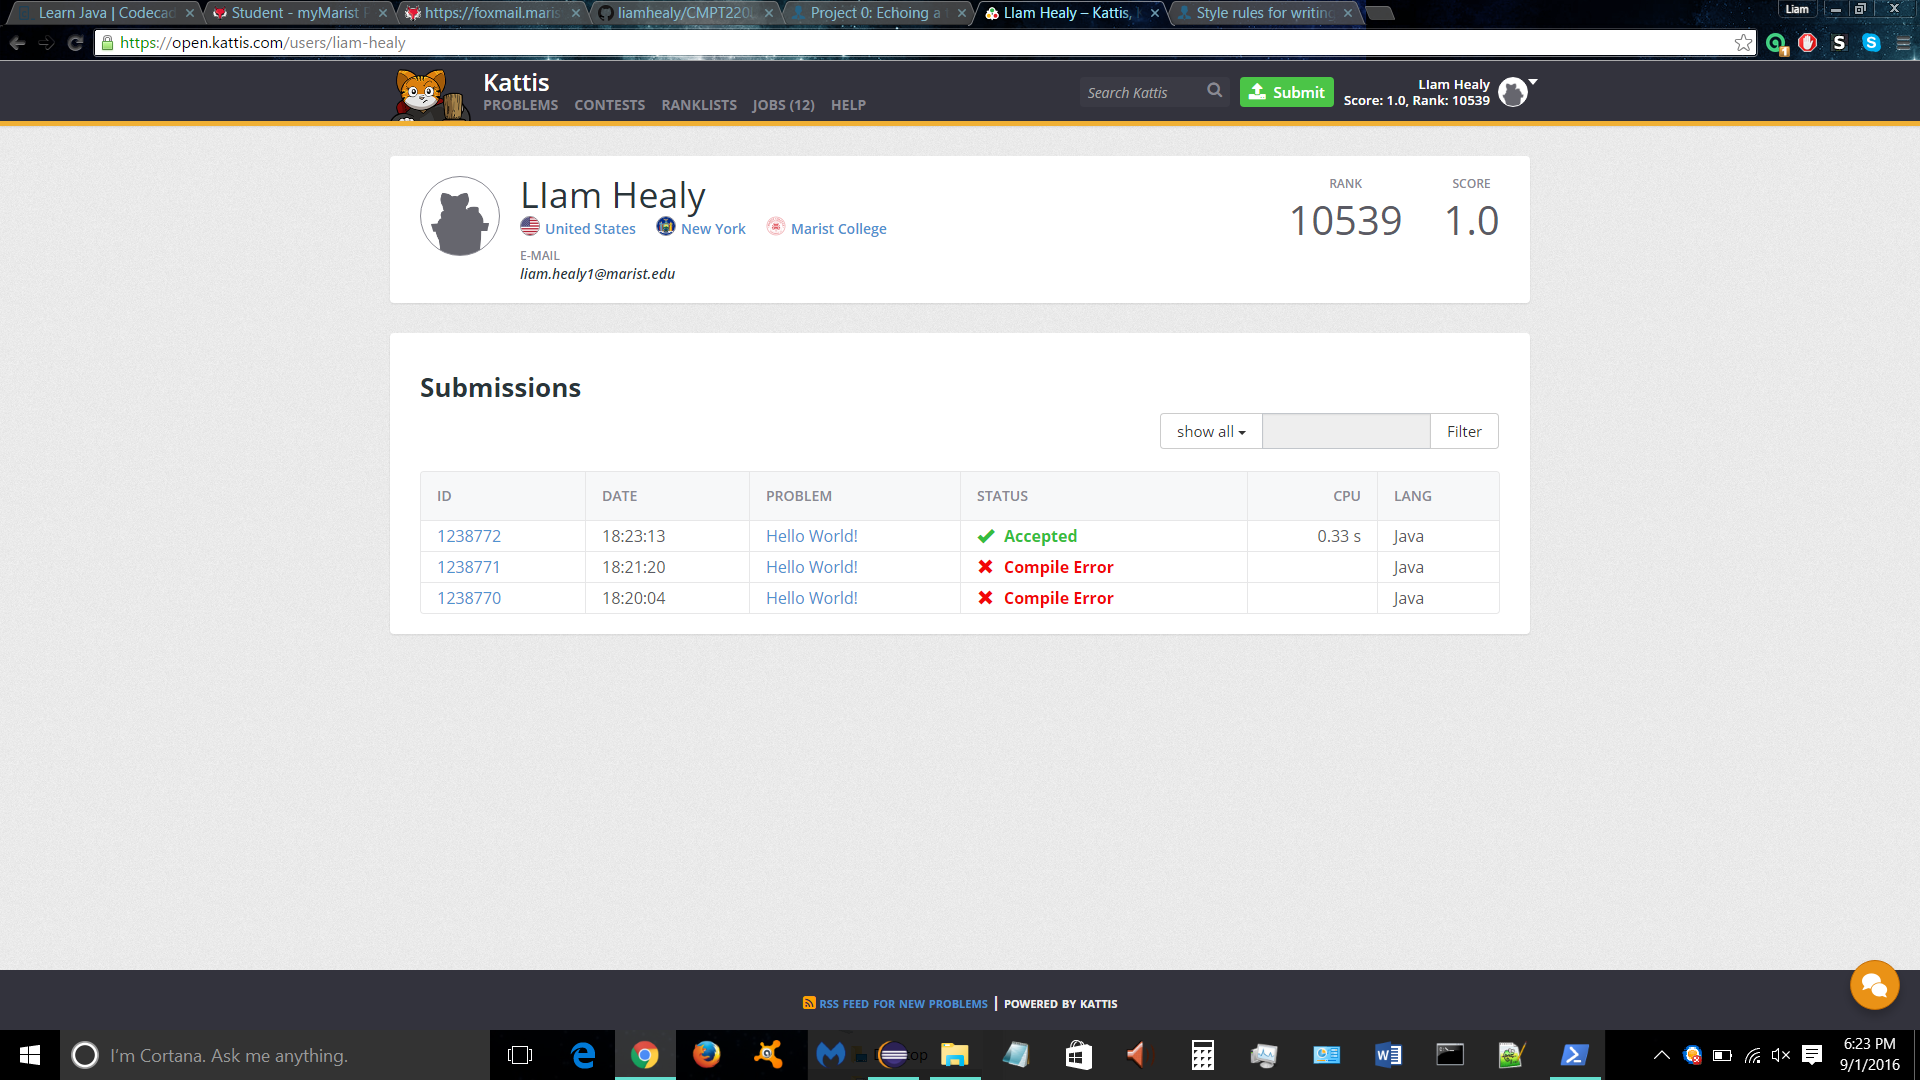 Learn Java | Codecad
Student - myMarist
https://foxmail.maris
liamhealy/CMPT220
Project 0: Echoing a
LIam Healy – Kattis,
Style rules for writing
Liam
https://open.kattis.com/users/liam-healy
Kattis
PROBLEMS CONTESTS RANKLISTS JOBS (12) HELP
Search Kattis
Submit
LIam Healy
Score: 1.0, Rank: 10539
LIam Healy
United States New York Marist College
E-MAIL
liam.healy1@marist.edu
RANK
10539
SCORE
1.0
Submissions
show all
Filter
ID DATE PROBLEM STATUS CPU LANG
1238772 18:23:13 Hello World! Accepted 0.33 s Java
1238771 18:21:20 Hello World! Compile Error Java
1238770 18:20:04 Hello World! Compile Error Java
RSS FEED FOR NEW PROBLEMS | POWERED BY KATTIS
I'm Cortana. Ask me anything.
6:23 PM
9/1/2016